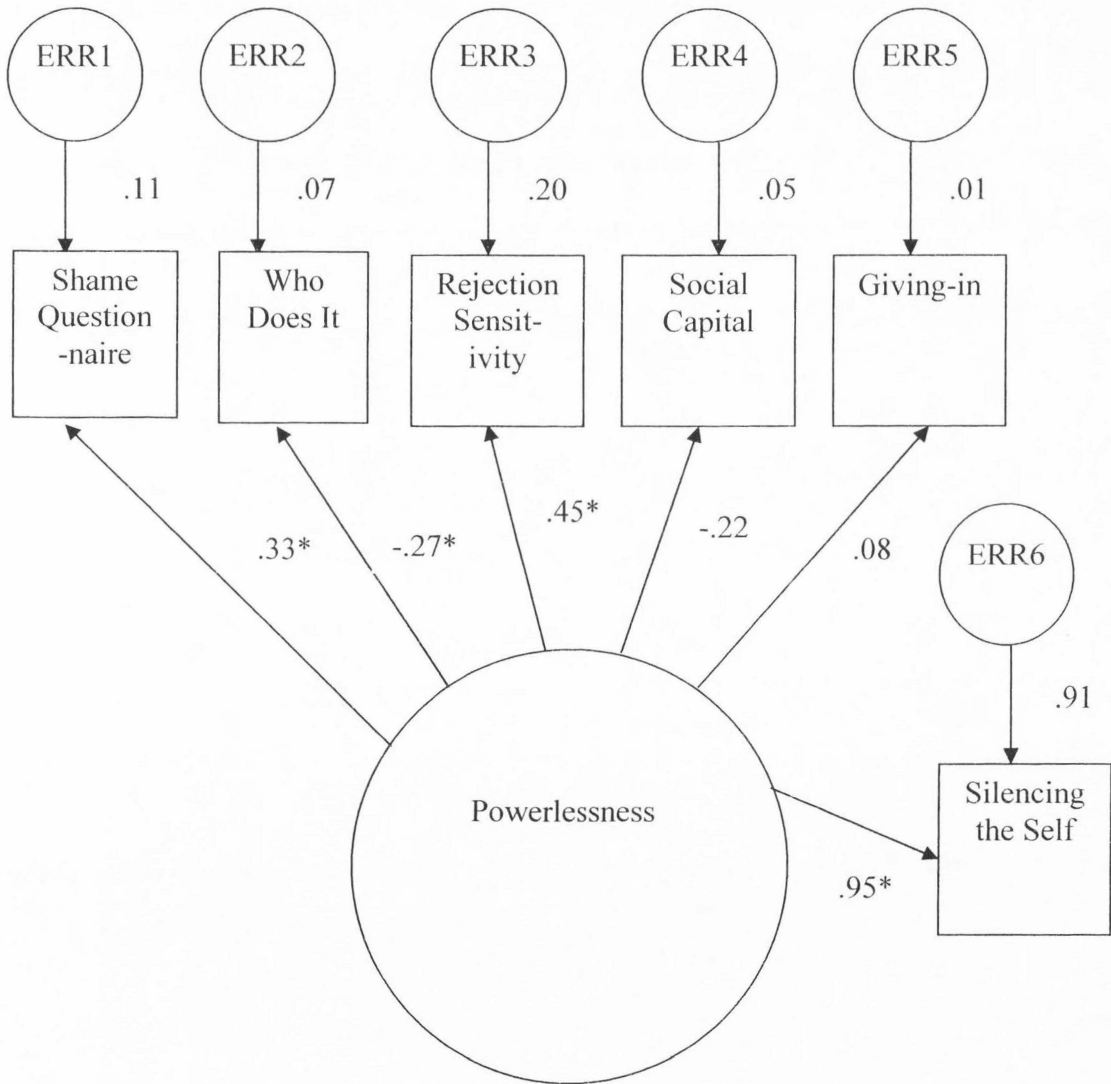 ERR1
ERR2
ERR3
ERR4
ERR5
.11
.07
.20
.05
.01
Shame
Question
-naire
Who
Does It
Rejection
Sensit-
ivity
Social
Capital
Giving-in
.33*
-.27*
.45*
-.22
.08
ERR6
.91
Silencing
the Self
Powerlessness
.95*